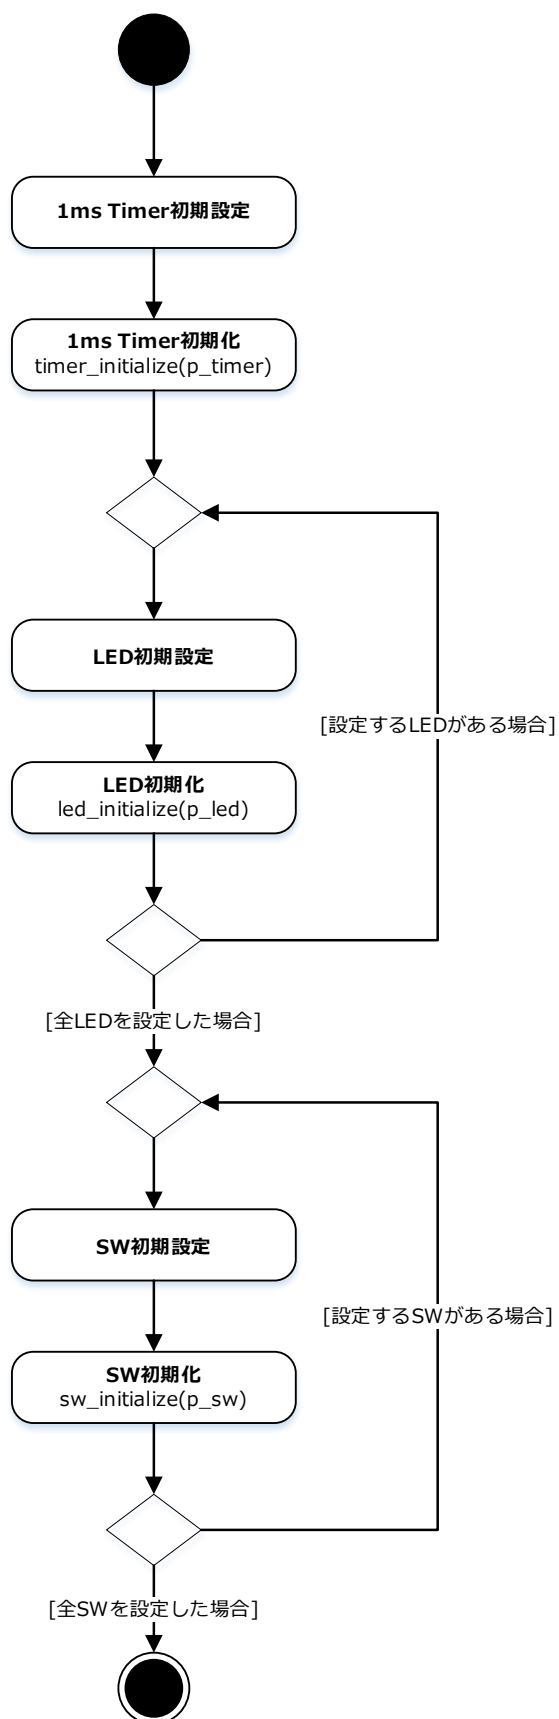 1ms Timer初期設定
1ms Timer初期化
timer_initialize(p_timer)
LED初期設定
[設定するLEDがある場合]
LED初期化
led_initialize(p_led)
[全LEDを設定した場合]
SW初期設定
[設定するSWがある場合]
SW初期化
sw_initialize(p_sw)
[全SWを設定した場合]